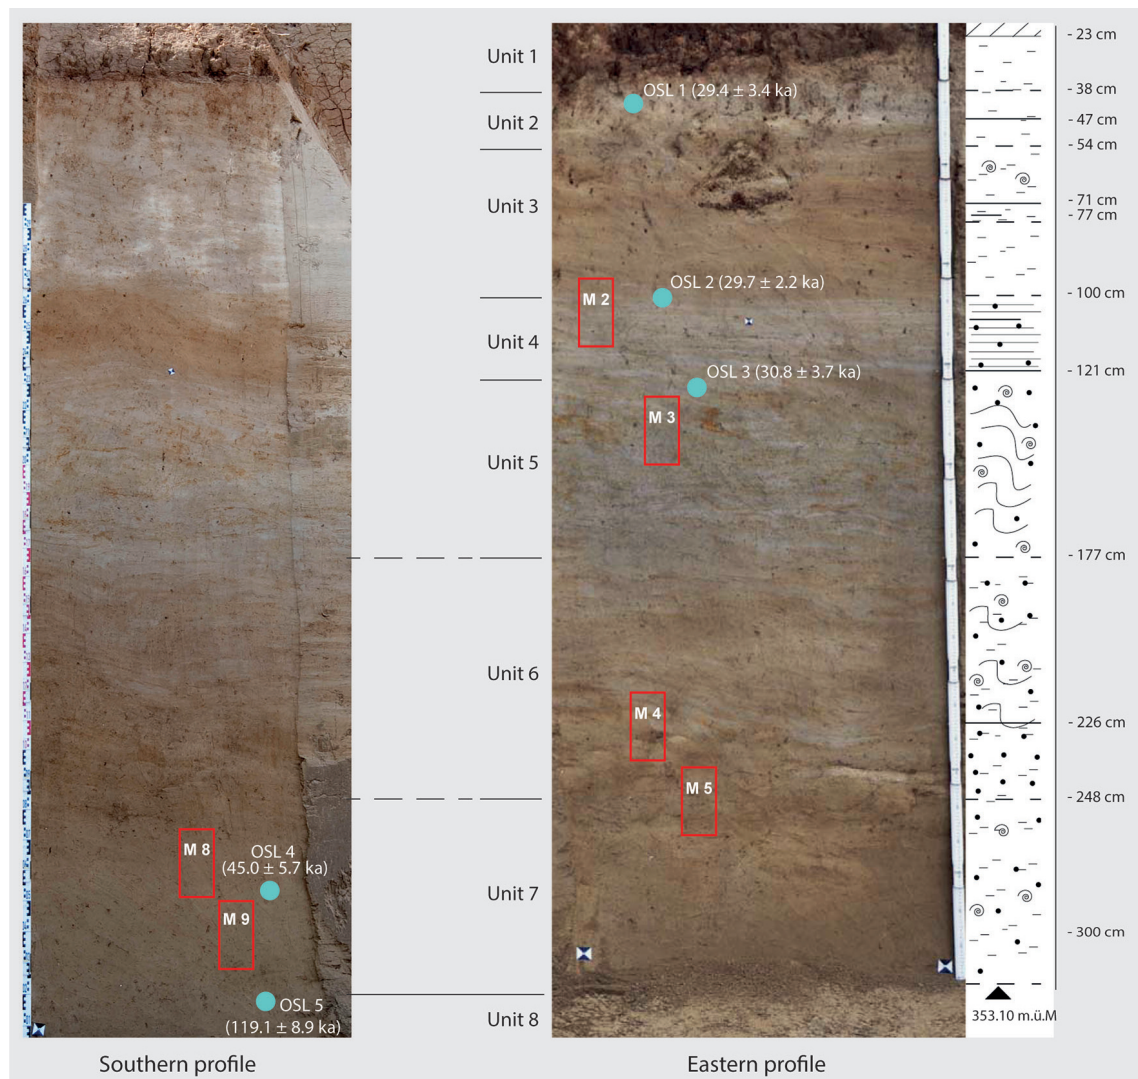 Unit 1
Unit 2
Unit 3
Unit 4
Unit 5
Unit 6
Unit 7
Unit 8
M 8
OSL 4
(45.0 ± 5.7 ka)
M 9
OSL 5
(119.1 ± 8.9 ka)
Southern profile
OSL 1 (29.4 ± 3.4 ka)
OSL 2 (29.7 ± 2.2 ka)
M 2
OSL 3 (30.8 ± 3.7 ka)
M 3
M 4
M 5
Eastern profile
- 23 cm
- 38 cm
- 47 cm
- 54 cm
- 71 cm
- 77 cm
- 100 cm
- 121 cm
- 177 cm
- 226 cm
- 248 cm
- 300 cm
353.10 m.ü.M